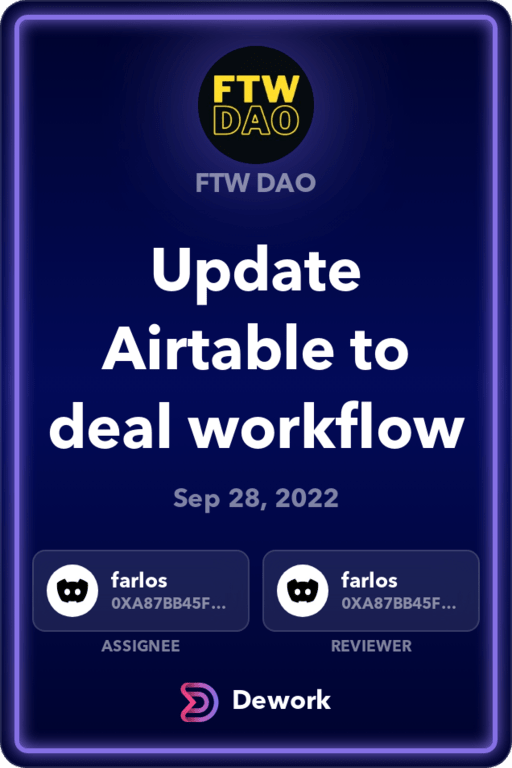 FTW
DAO
FTW DAO
Update
Airtable to
deal workflow
Sep 28, 2022
farlos
0XA87BB45F...
ASSIGNEE
farlos
0XA87BB45F...
REVIEWER
Dework